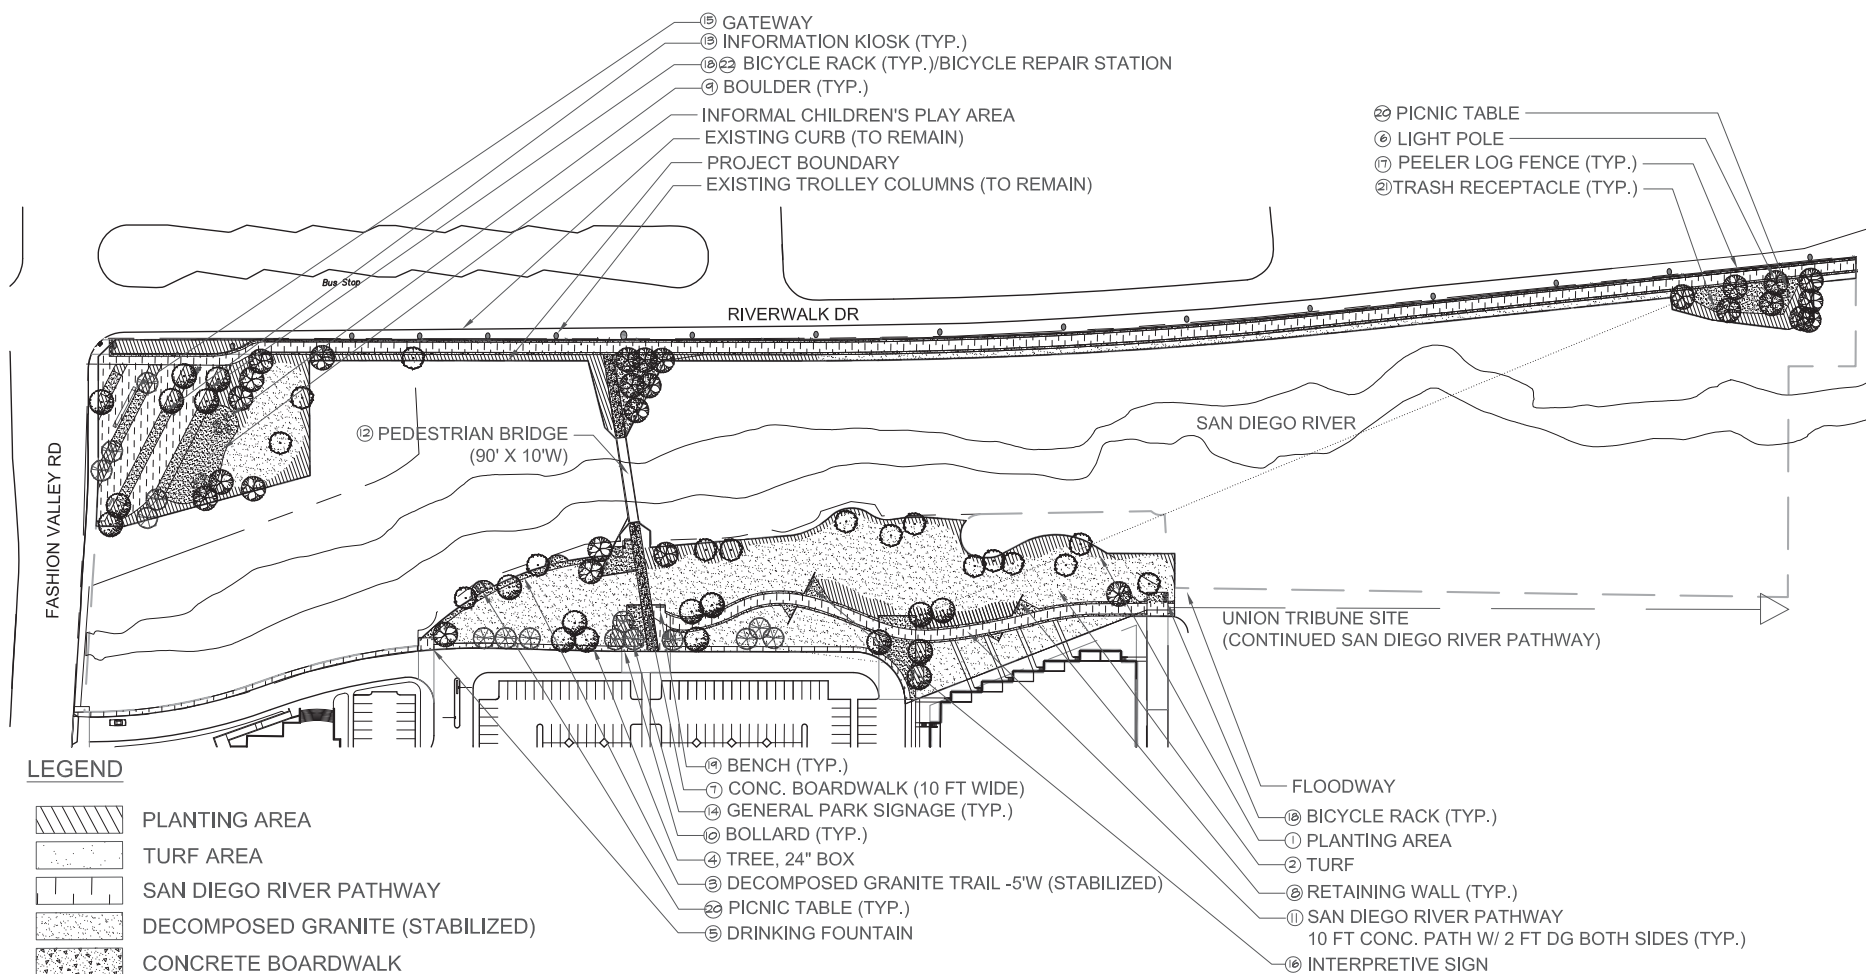 ⑮ GATEWAY
⑬ INFORMATION KIOSK (TYP.)
⑱㉒ BICYCLE RACK (TYP.)/BICYCLE REPAIR STATION
⑨ BOULDER (TYP.)
INFORMAL CHILDREN'S PLAY AREA
EXISTING CURB (TO REMAIN)
PROJECT BOUNDARY
EXISTING TROLLEY COLUMNS (TO REMAIN)
⑳ PICNIC TABLE
⑥ LIGHT POLE
⑰ PEELER LOG FENCE (TYP.)
㉑ TRASH RECEPTACLE (TYP.)
Bus Stop
RIVERWALK DR
SAN DIEGO RIVER
⑫ PEDESTRIAN BRIDGE
(90' X 10'W)
FASHION VALLEY RD
UNION TRIBUNE SITE
(CONTINUED SAN DIEGO RIVER PATHWAY)
⑲ BENCH (TYP.)
⑦ CONC. BOARDWALK (10 FT WIDE)
⑭ GENERAL PARK SIGNAGE (TYP.)
⑩ BOLLARD (TYP.)
④ TREE, 24" BOX
③ DECOMPOSED GRANITE TRAIL -5'W (STABILIZED)
⑳ PICNIC TABLE (TYP.)
⑤ DRINKING FOUNTAIN
FLOODWAY
⑱ BICYCLE RACK (TYP.)
① PLANTING AREA
② TURF
⑧ RETAINING WALL (TYP.)
⑪ SAN DIEGO RIVER PATHWAY
10 FT CONC. PATH W/ 2 FT DG BOTH SIDES (TYP.)
⑯ INTERPRETIVE SIGN
LEGEND
PLANTING AREA
TURF AREA
SAN DIEGO RIVER PATHWAY
DECOMPOSED GRANITE (STABILIZED)
CONCRETE BOARDWALK